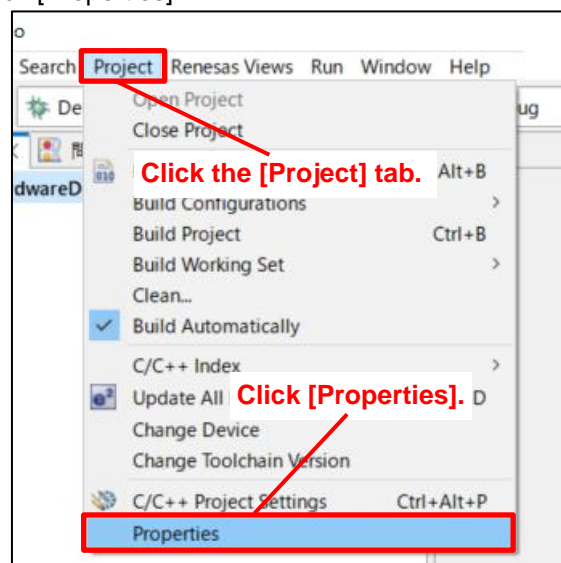 o
Search Project Renesas Views Run Window Help
De
ug
Open Project
Close Project
Click the [Project] tab.
Alt+B
dwareD
Build Configurations
Build Project Ctrl+B
Build Working Set
Clean...
Build Automatically
C/C++ Index
Update All
Click [Properties].
D
Change Device
Change Toolchain Version
C/C++ Project Settings Ctrl+Alt+P
Properties